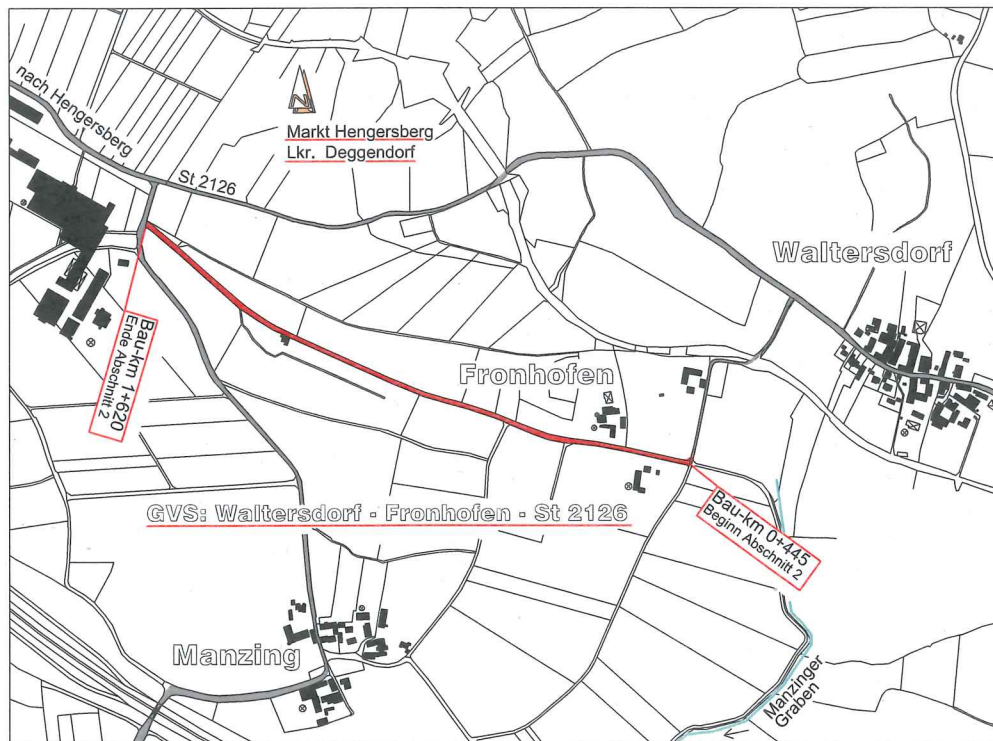 nach Hengersberg
N
Markt Hengersberg
Lkr. Deggendorf
St 2126
Waltersdorf
Bau-km 1+620
Ende Abschnitt 2
Fronhofen
GVS: Waltersdorf - Fronhofen - St 2126
Bau-km 0+445
Beginn Abschnitt 2
Manzing
Manzinger
Graben